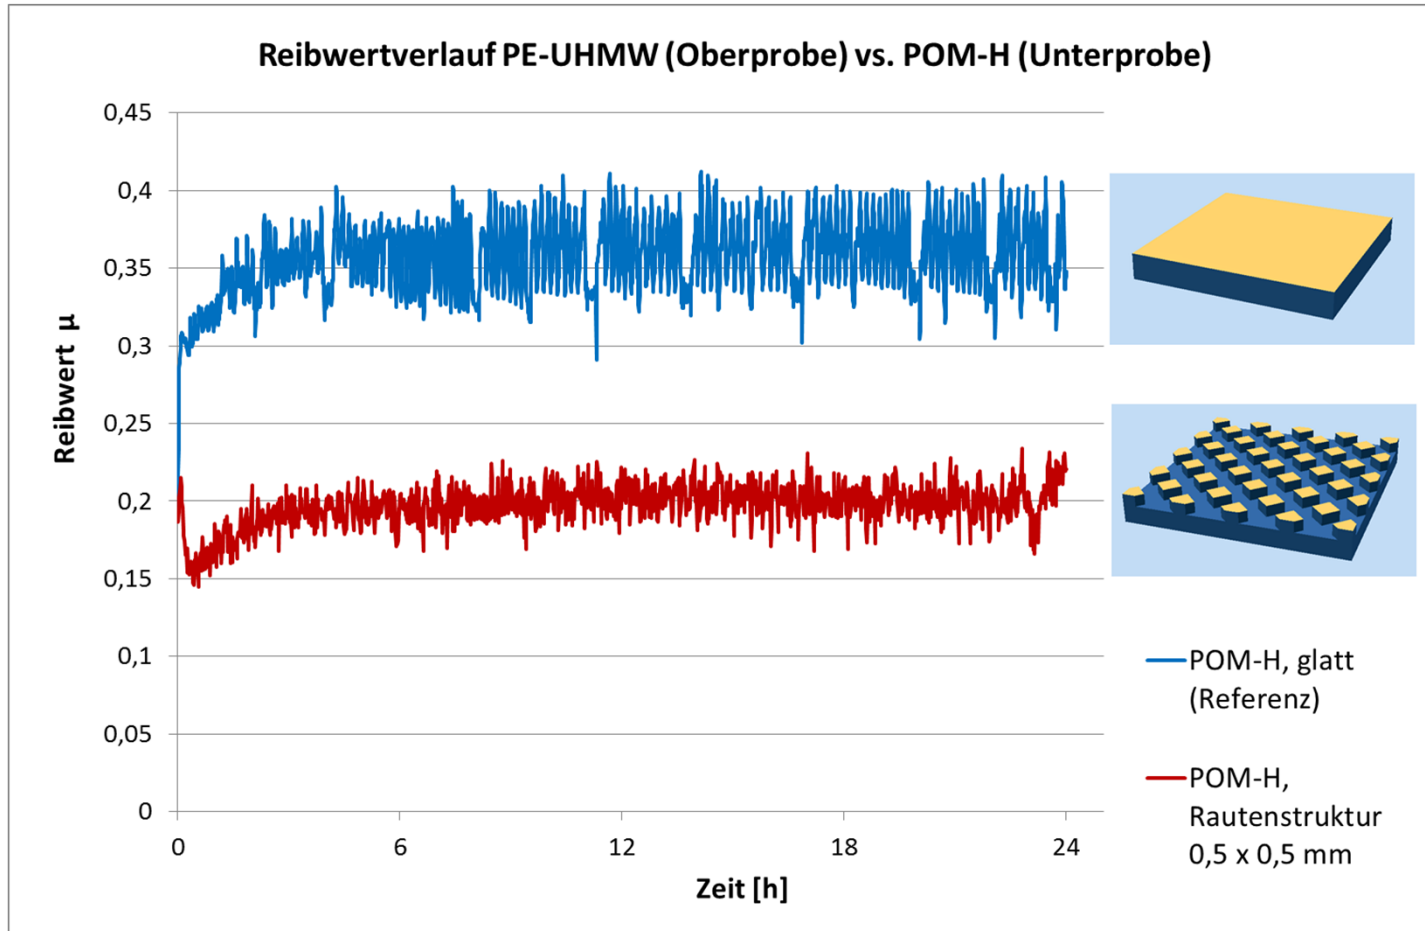 Reibwertverlauf PE-UHMW (Oberprobe) vs. POM-H (Unterprobe)
Reibwert µ
0,45
0,4
0,35
0,3
0,25
0,2
0,15
0,1
0,05
0
0
6
12
18
24
Zeit [h]
POM-H, glatt
(Referenz)
POM-H,
Rautenstruktur
0,5 x 0,5 mm